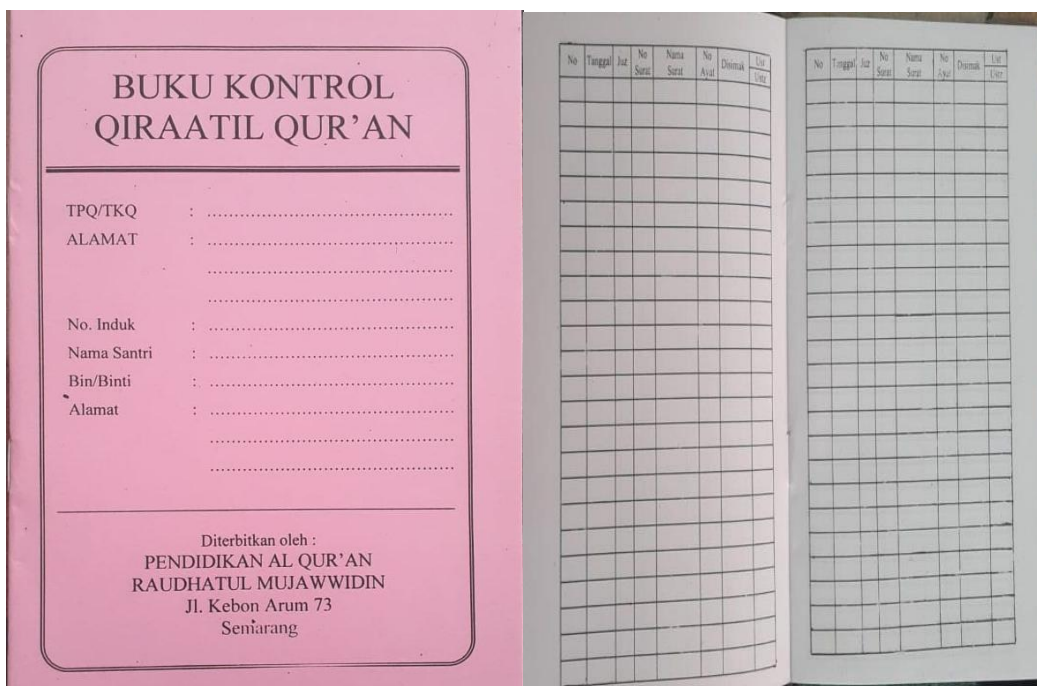 BUKU KONTROL
QIRAATIL QUR'AN
TPQ/TKQ : ..........................................
ALAMAT : ..........................................
..........................................
..........................................
No. Induk : ..........................................
Nama Santri : ..........................................
Bin/Binti : ..........................................
Alamat : ..........................................
..........................................
..........................................
Diterbitkan oleh :
PENDIDIKAN AL QUR'AN
RAUDHATUL MUJAWWIDIN
Jl. Kebon Arum 73
Semarang
No Tanggal Juz No Surat Nama Surat No Ayat Disimak Ust Ustz
No Tanggal Juz No Surat Nama Surat No Ayat Disimak Ust Ustz